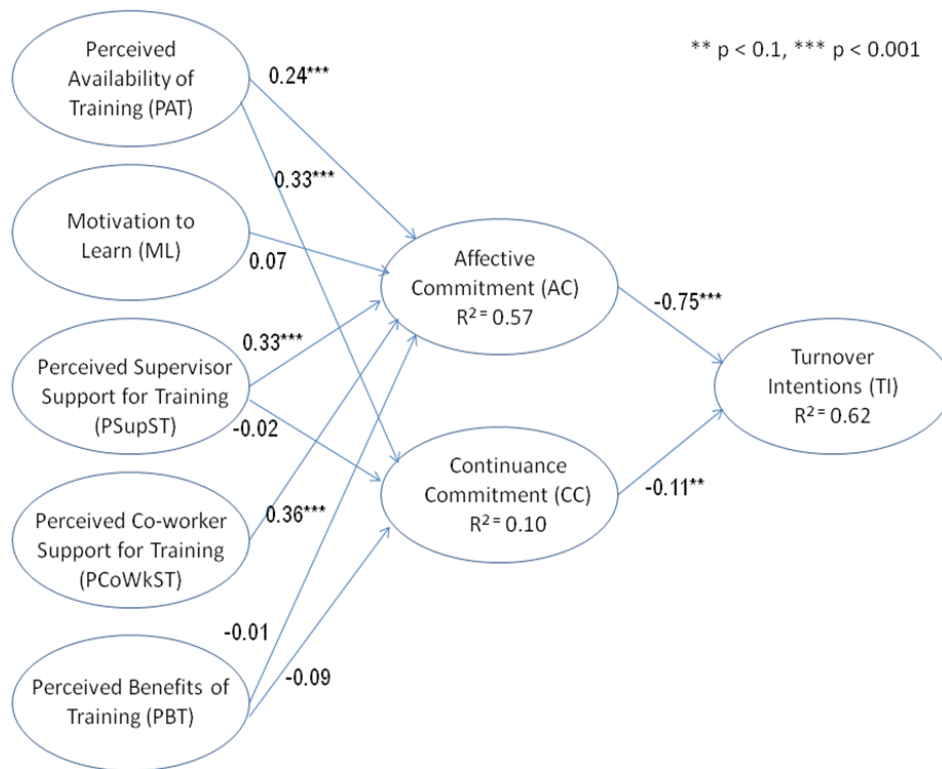 Perceived
Availability of
Training (PAT)
0.24***
** p < 0.1, *** p < 0.001
0.33***
Motivation to
Learn (ML)
0.07
Affective
Commitment (AC)
R² = 0.57
-0.75***
0.33***
Perceived Supervisor
Support for Training
(PSupST)
-0.02
Turnover
Intentions (TI)
R² = 0.62
Continuance
Commitment (CC)
R² = 0.10
-0.11**
Perceived Co-worker
Support for Training
(PCoWkST)
0.36***
-0.01
-0.09
Perceived Benefits of
Training (PBT)